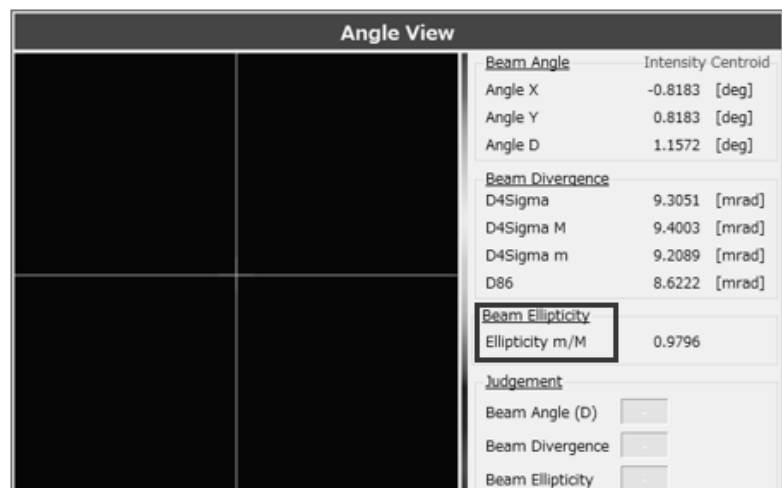 Angle View
Beam Angle Intensity Centroid
Angle X -0.8183 [deg]
Angle Y 0.8183 [deg]
Angle D 1.1572 [deg]
Beam Divergence
D4Sigma 9.3051 [mrad]
D4Sigma M 9.4003 [mrad]
D4Sigma m 9.2089 [mrad]
D86 8.6222 [mrad]
Beam Ellipticity
Ellipticity m/M 0.9796
Judgement
Beam Angle (D) -
Beam Divergence -
Beam Ellipticity -